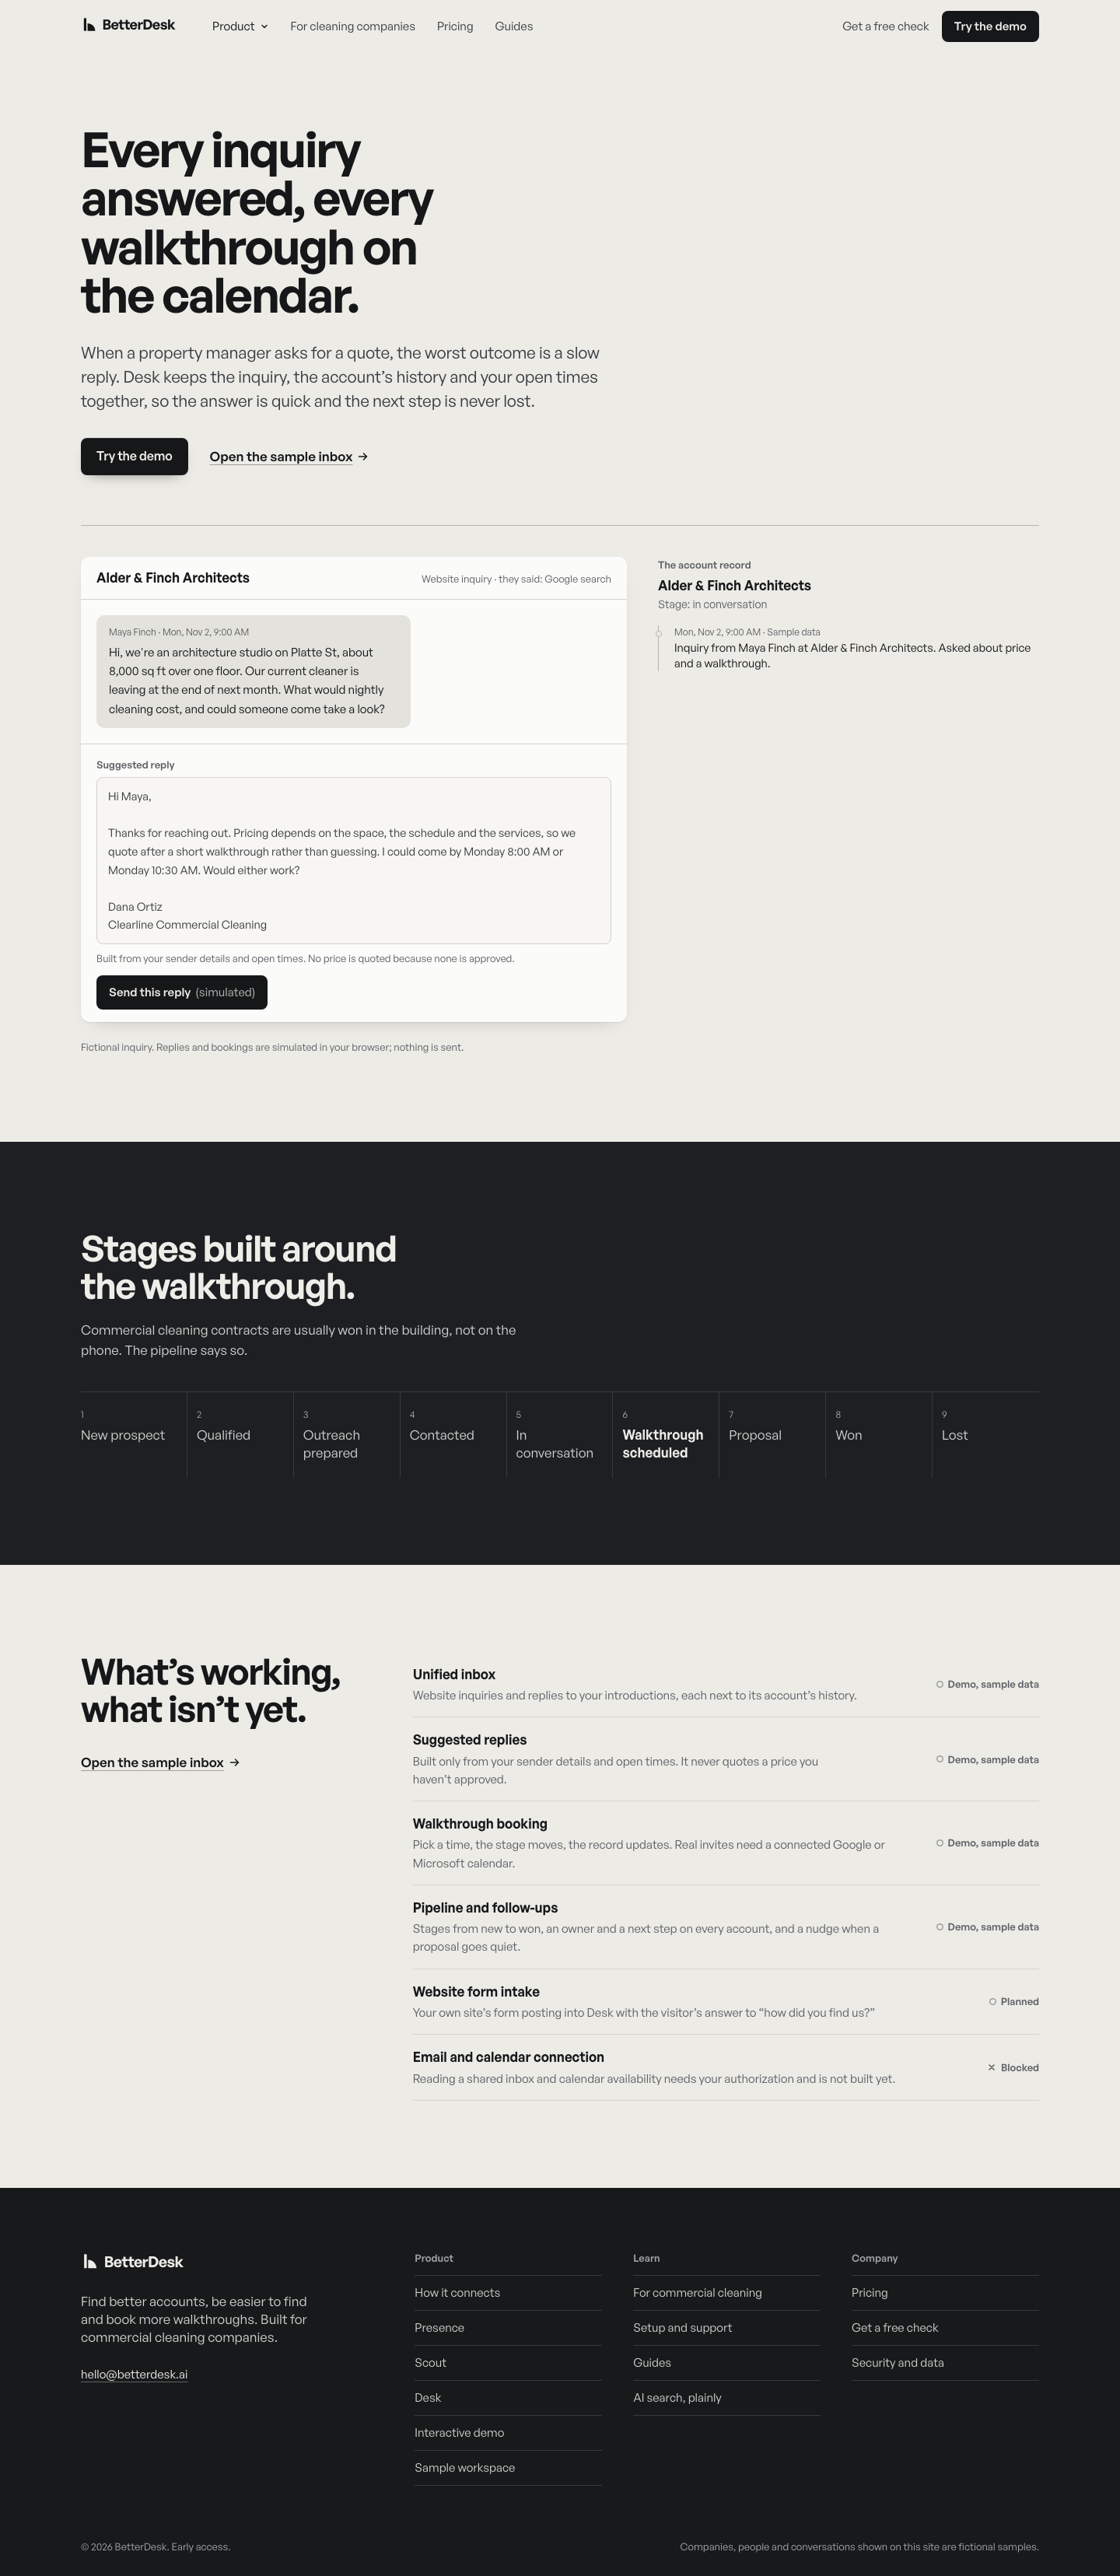 BetterDesk
Product
For cleaning companies
Pricing
Guides
Get a free check
Try the demo
Every inquiry
answered, every
walkthrough on
the calendar.
When a property manager asks for a quote, the worst outcome is a slow
reply. Desk keeps the inquiry, the account’s history and your open times
together, so the answer is quick and the next step is never lost.
Try the demo
Open the sample inbox →
Alder & Finch Architects
Website inquiry · they said: Google search
Maya Finch · Mon, Nov 2, 9:00 AM
Hi, we're an architecture studio on Platte St, about
8,000 sq ft over one floor. Our current cleaner is
leaving at the end of next month. What would nightly
cleaning cost, and could someone come take a look?
Suggested reply
Hi Maya,
Thanks for reaching out. Pricing depends on the space, the schedule and the services, so we
quote after a short walkthrough rather than guessing. I could come by Monday 8:00 AM or
Monday 10:30 AM. Would either work?
Dana Ortiz
Clearline Commercial Cleaning
Built from your sender details and open times. No price is quoted because none is approved.
Send this reply (simulated)
Fictional inquiry. Replies and bookings are simulated in your browser; nothing is sent.
The account record
Alder & Finch Architects
Stage: in conversation
Mon, Nov 2, 9:00 AM · Sample data
Inquiry from Maya Finch at Alder & Finch Architects. Asked about price
and a walkthrough.
Stages built around
the walkthrough.
Commercial cleaning contracts are usually won in the building, not on the
phone. The pipeline says so.
1
New prospect
2
Qualified
3
Outreach
prepared
4
Contacted
5
In
conversation
6
Walkthrough
scheduled
7
Proposal
8
Won
9
Lost
What’s working,
what isn’t yet.
Open the sample inbox →
Unified inbox
Website inquiries and replies to your introductions, each next to its account’s history.
Demo, sample data
Suggested replies
Built only from your sender details and open times. It never quotes a price you
haven’t approved.
Demo, sample data
Walkthrough booking
Pick a time, the stage moves, the record updates. Real invites need a connected Google or
Microsoft calendar.
Demo, sample data
Pipeline and follow-ups
Stages from new to won, an owner and a next step on every account, and a nudge when a
proposal goes quiet.
Demo, sample data
Website form intake
Your own site’s form posting into Desk with the visitor’s answer to “how did you find us?”
Planned
Email and calendar connection
Reading a shared inbox and calendar availability needs your authorization and is not built yet.
Blocked
BetterDesk
Find better accounts, be easier to find
and book more walkthroughs. Built for
commercial cleaning companies.
hello@betterdesk.ai
Product
How it connects
Presence
Scout
Desk
Interactive demo
Sample workspace
Learn
For commercial cleaning
Setup and support
Guides
AI search, plainly
Company
Pricing
Get a free check
Security and data
© 2026 BetterDesk. Early access.
Companies, people and conversations shown on this site are fictional samples.